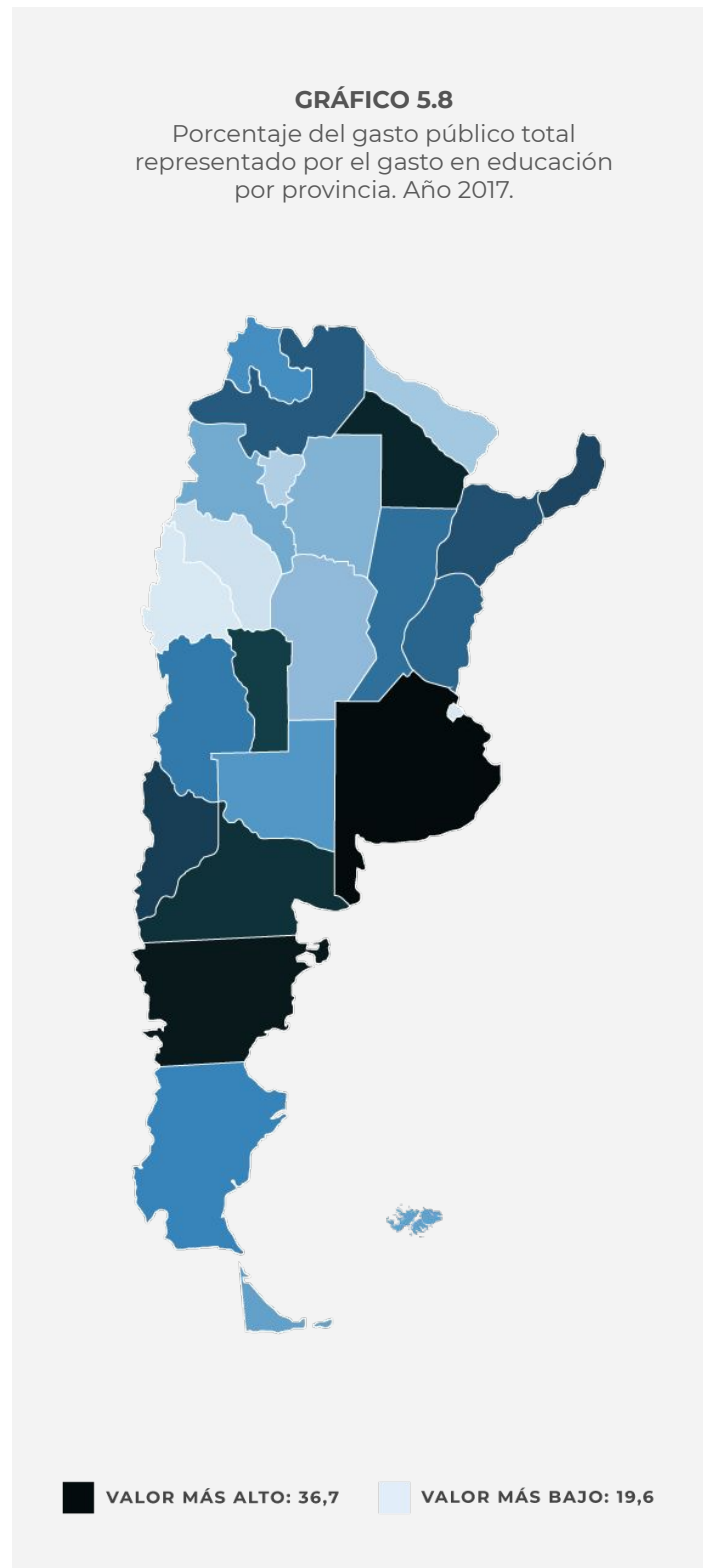 GRÁFICO 5.8
Porcentaje del gasto público total
representado por el gasto en educación
por provincia. Año 2017.
VALOR MÁS ALTO: 36,7
VALOR MÁS BAJO: 19,6